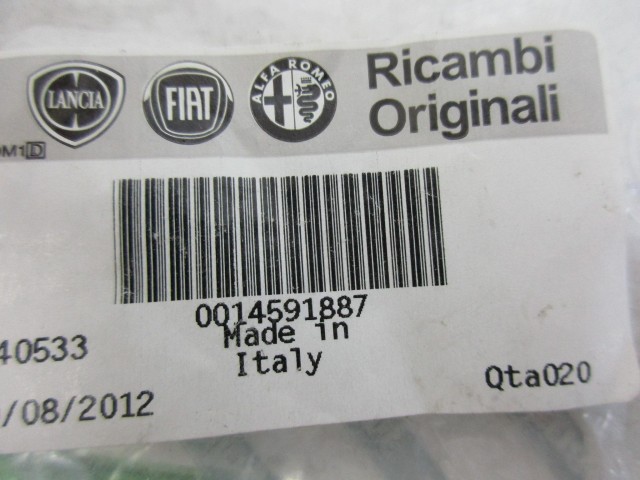 LANCIA FIAT ALFA ROMEO Ricambi
Originali
0014591887
Made in
40533
Italy
Qta020
/08/2012